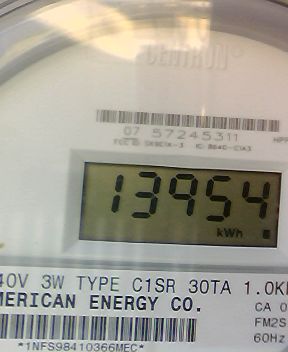 CENTRON®
07 57245311
13954
kWh
40V 3W TYPE C1SR 30TA 1.0K
MERICAN ENERGY CO.
CA 0
FM2S
60Hz
*1NFS98410366MEC*